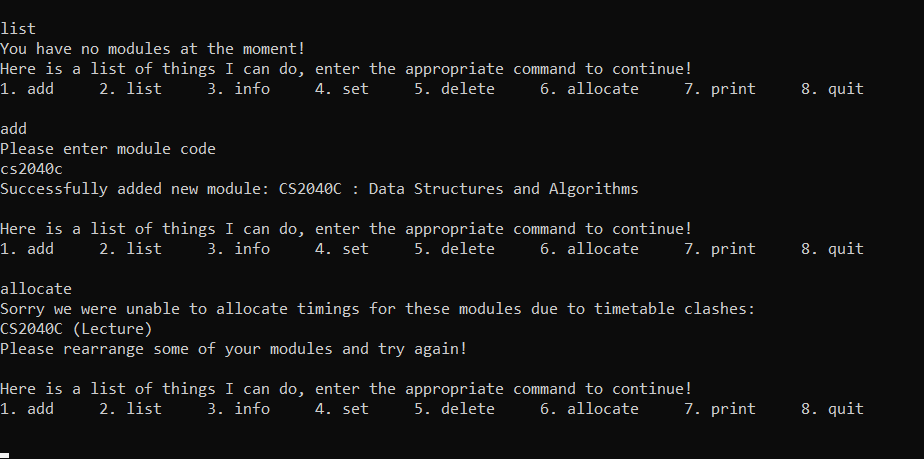 list
You have no modules at the moment!
Here is a list of things I can do, enter the appropriate command to continue!
1. add     2. list     3. info     4. set     5. delete     6. allocate     7. print     8. quit
add
Please enter module code
cs2040c
Successfully added new module: CS2040C : Data Structures and Algorithms
Here is a list of things I can do, enter the appropriate command to continue!
1. add     2. list     3. info     4. set     5. delete     6. allocate     7. print     8. quit
allocate
Sorry we were unable to allocate timings for these modules due to timetable clashes:
CS2040C (Lecture)
Please rearrange some of your modules and try again!
Here is a list of things I can do, enter the appropriate command to continue!
1. add     2. list     3. info     4. set     5. delete     6. allocate     7. print     8. quit